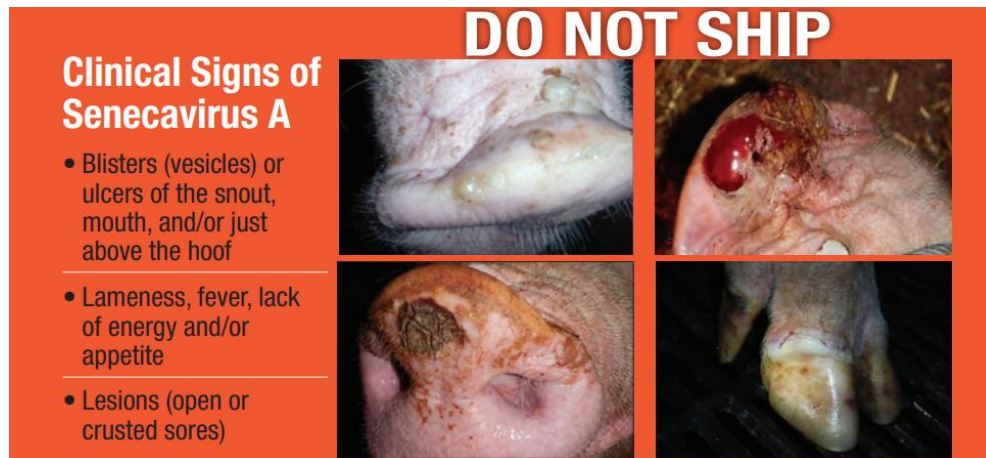 DO NOT SHIP
Clinical Signs of
Senecavirus A
• Blisters (vesicles) or
ulcers of the snout,
mouth, and/or just
above the hoof
• Lameness, fever, lack
of energy and/or
appetite
• Lesions (open or
crusted sores)